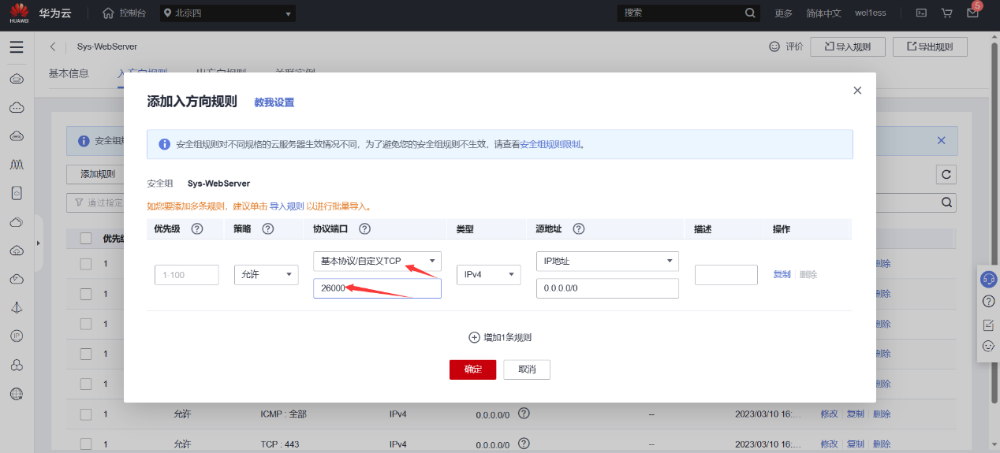 HUAWEI
华为云
控制台
北京四
搜索
更多
简体中文
wel1ess
5
Sys-WebServer
评价
导入规则
导出规则
基本信息
入方向规则
出方向规则
关联实例
安全组规
添加规则
通过指定
优先级
添加入方向规则
教我设置
安全组规则对不同规格的云服务器生效情况不同，为了避免您的安全组规则不生效，请查看安全组规则限制。
安全组
Sys-WebServer
如您要添加多条规则，建议单击 导入规则 以进行批量导入。
优先级
策略
协议端口
类型
源地址
描述
操作
1-100
允许
基本协议/自定义TCP
26000
IPv4
IP地址
0.0.0.0/0
复制
删除
增加1条规则
确定
取消
1
删除
1
删除
1
删除
1
删除
1
删除
1 允许 ICMP : 全部 IPv4 0.0.0.0/0 -- 2023/03/10 16:... 修改 复制 删除
1 允许 TCP : 443 IPv4 0.0.0.0/0 -- 2023/03/10 16:... 修改 复制 删除
IP